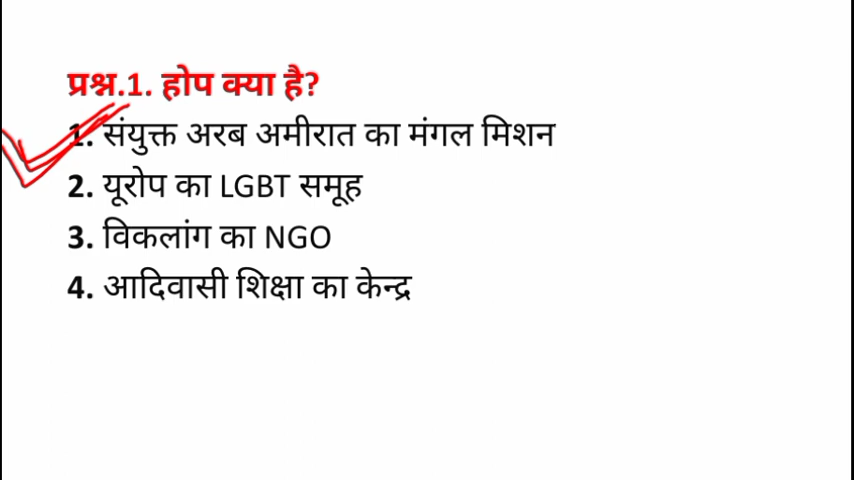 प्रश्न.1. होप क्या है?
1. संयुक्त अरब अमीरात का मंगल मिशन
2. यूरोप का LGBT समूह
3. विकलांग का NGO
4. आदिवासी शिक्षा का केन्द्र